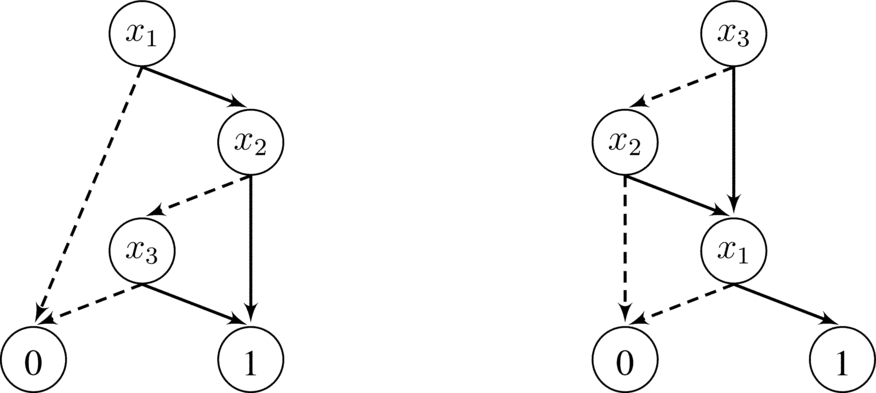 x₁ x₃
x₂ x₂
x₃ x₁
0 1 0 1